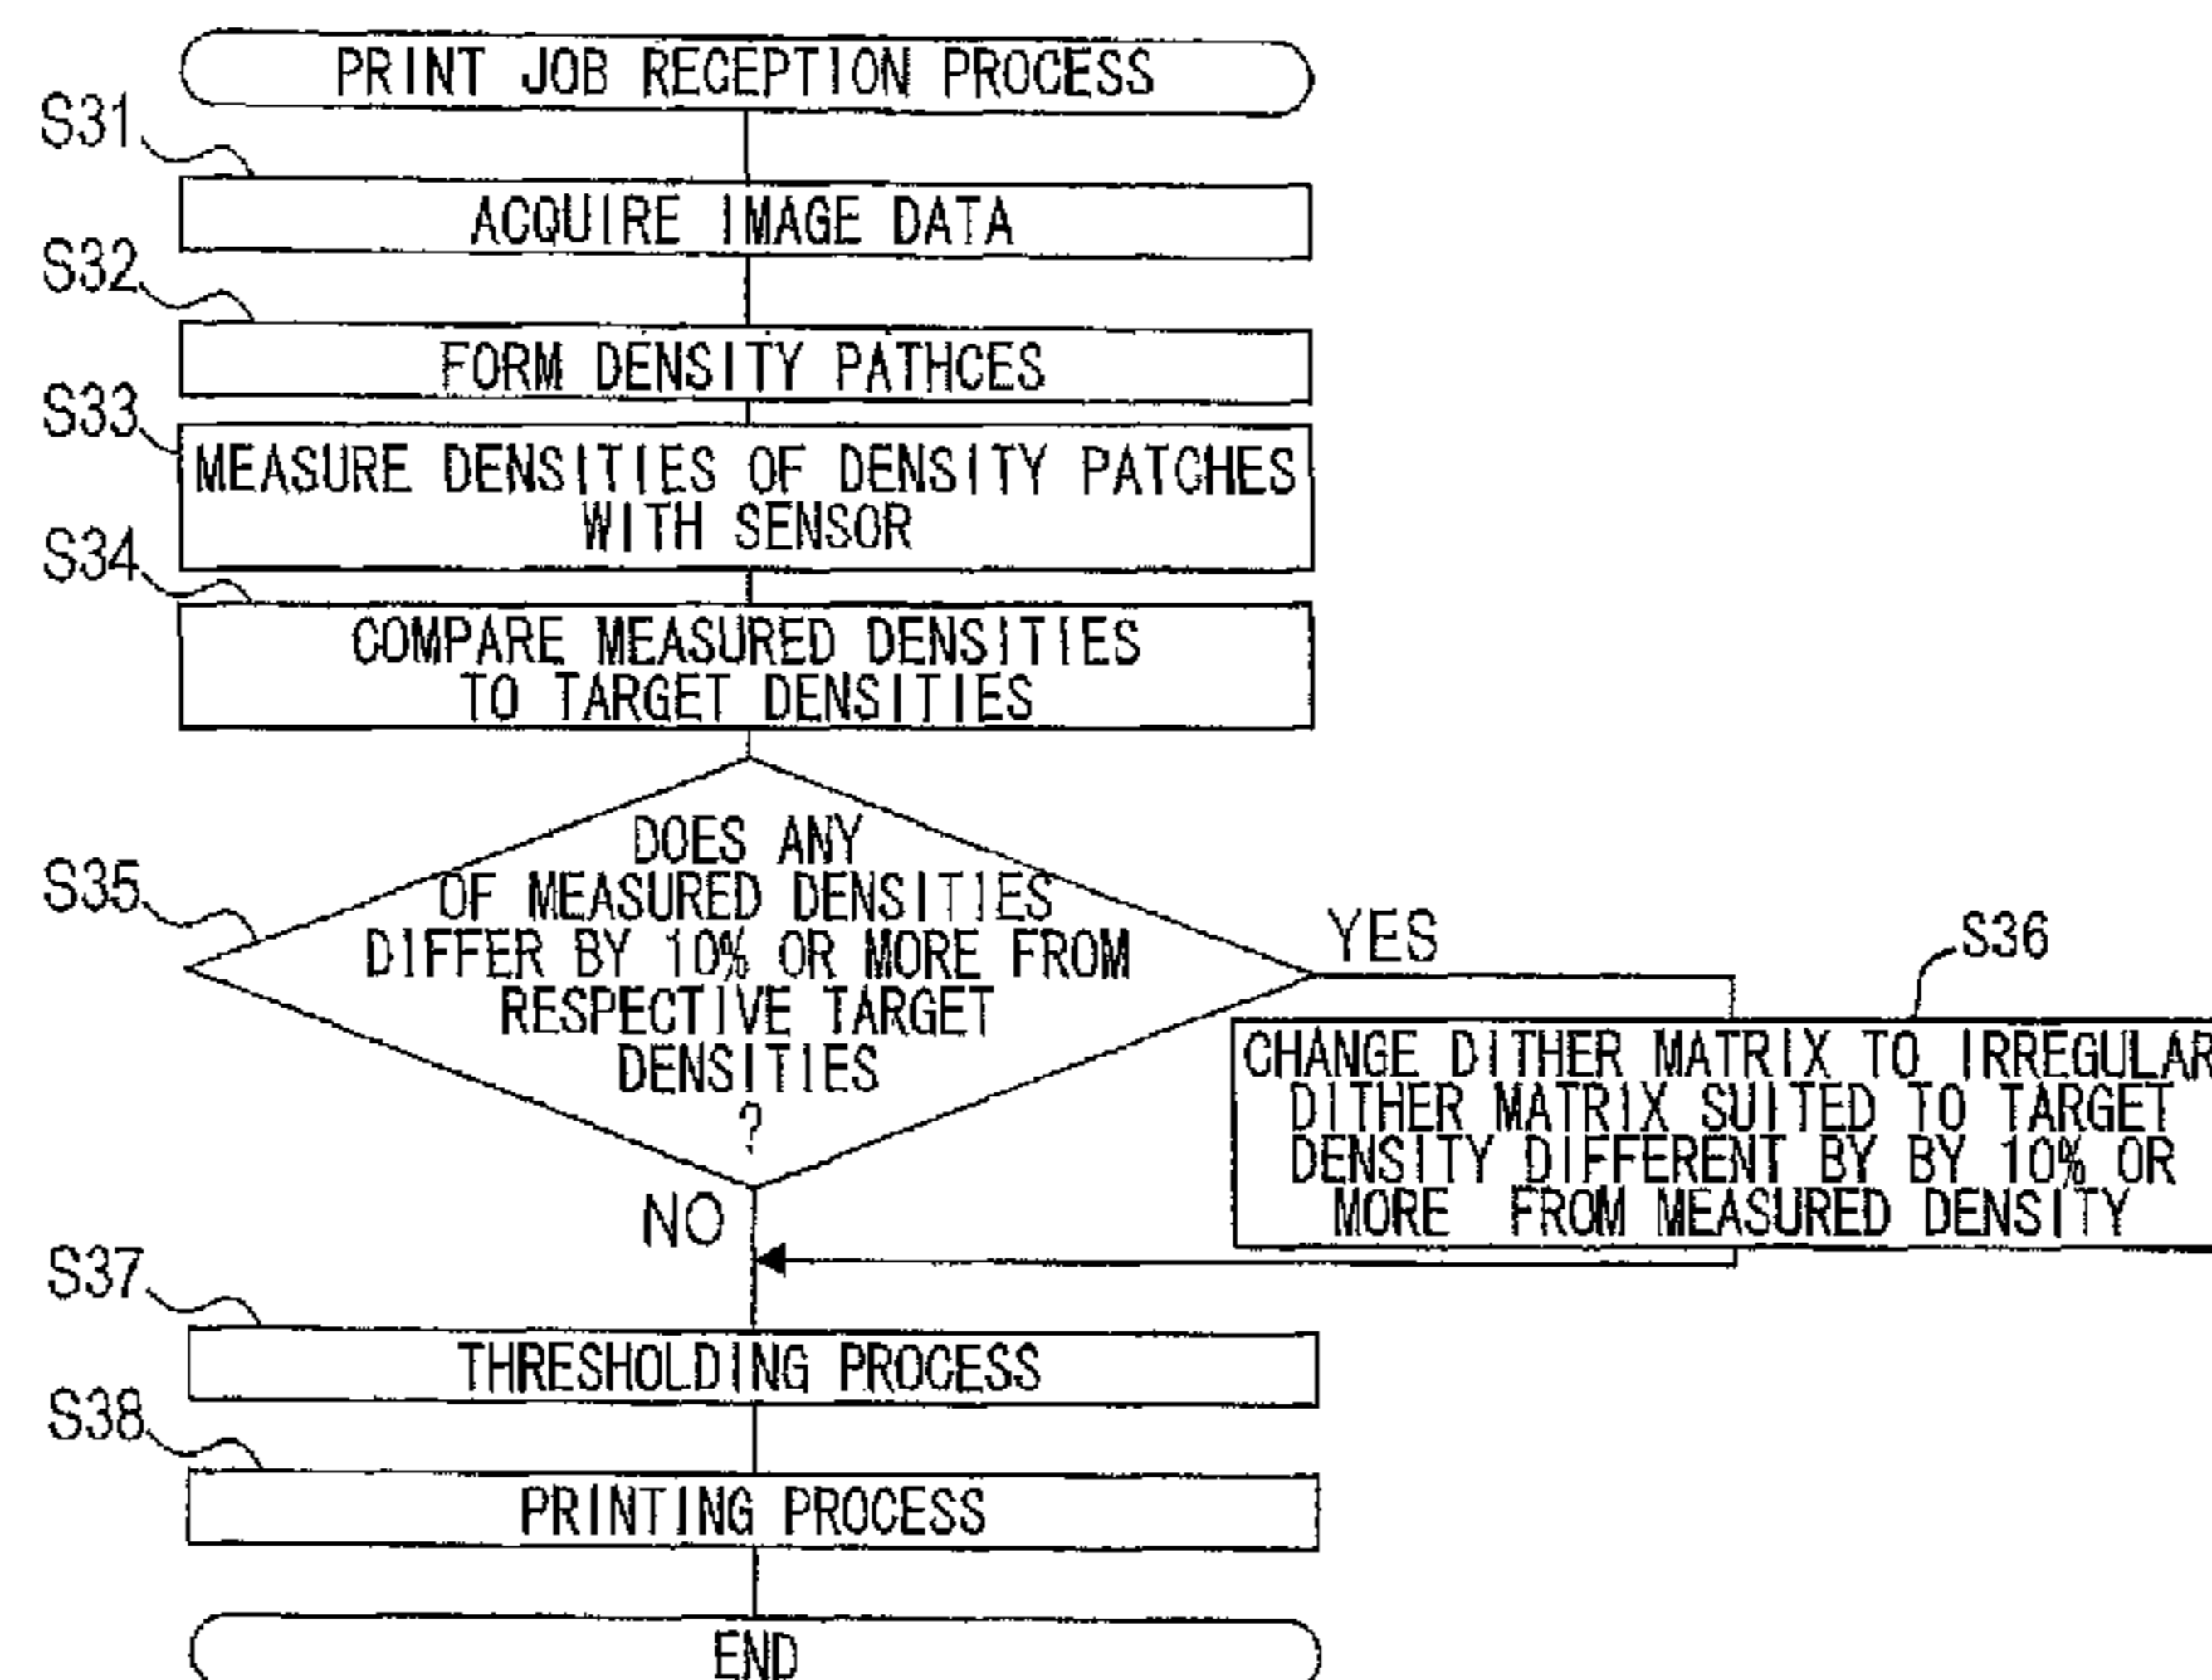 PRINT JOB RECEPTION PROCESS
S31
ACQUIRE IMAGE DATA
S32
FORM DENSITY PATHCES
S33
MEASURE DENSITIES OF DENSITY PATCHES
WITH SENSOR
S34
COMPARE MEASURED DENSITIES
TO TARGET DENSITIES
S35
DOES ANY
OF MEASURED DENSITIES
DIFFER BY 10% OR MORE FROM
RESPECTIVE TARGET
DENSITIES
?
YES
S36
CHANGE DITHER MATRIX TO IRREGULAR
DITHER MATRIX SUITED TO TARGET
DENSITY DIFFERENT BY BY 10% OR
MORE FROM MEASURED DENSITY
NO
S37
THRESHOLDING PROCESS
S38
PRINTING PROCESS
END